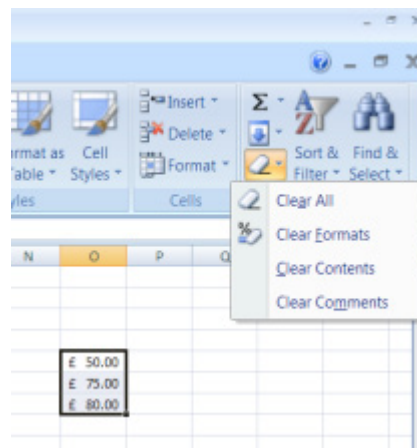 Insert
Delete
Format
Σ
rmat as
able
Cell
Styles
Sort &
Filter
Find &
Select
yles
Cells
Clear All
Clear Formats
Clear Contents
Clear Comments
N O P Q
£ 50.00
£ 75.00
£ 80.00